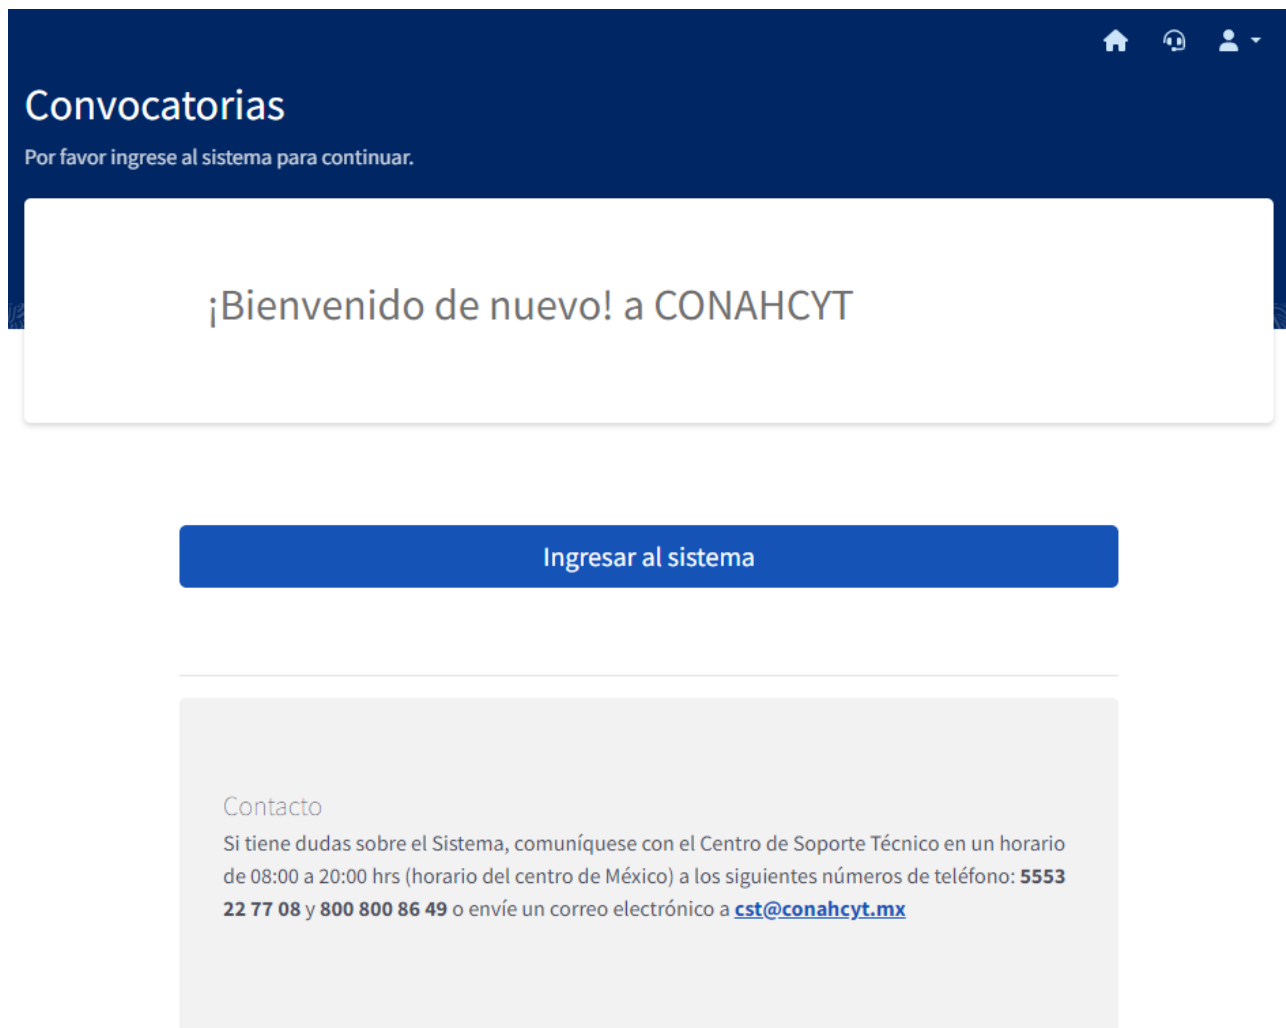 Convocatorias
Por favor ingrese al sistema para continuar.
¡Bienvenido de nuevo! a CONAHCYT
Ingresar al sistema
Contacto
Si tiene dudas sobre el Sistema, comuníquese con el Centro de Soporte Técnico en un horario
de 08:00 a 20:00 hrs (horario del centro de México) a los siguientes números de teléfono: 5553
22 77 08 y 800 800 86 49 o envíe un correo electrónico a cst@conahcyt.mx